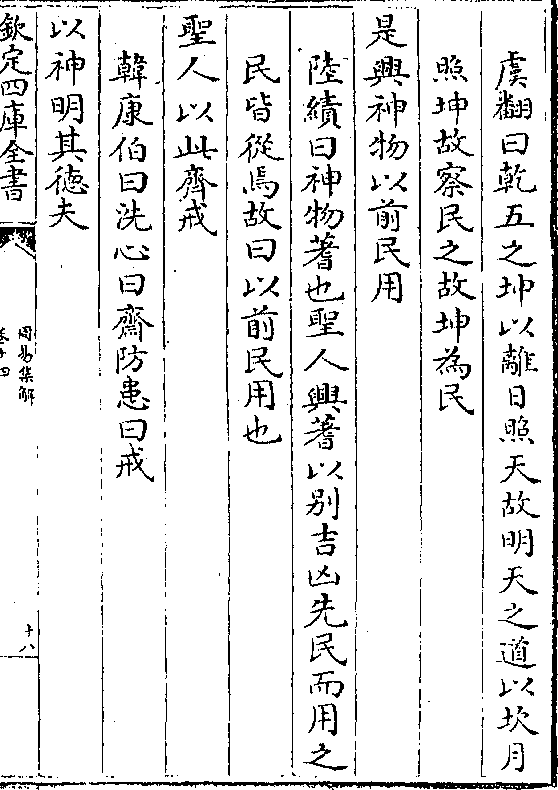 虞翻曰乾五之坤以離日照天故明天之道以坎月
照坤故察民之故坤為民
是興神物以前民用
陸績曰神物蓍也聖人興蓍以別吉凶先民而用之
民皆從焉故曰以前民用也
聖人以此齊戒
韓康伯曰洗心曰齋防患曰戒
以神明其徳夫
欽定四庫全書
周易集解
卷十四
十八